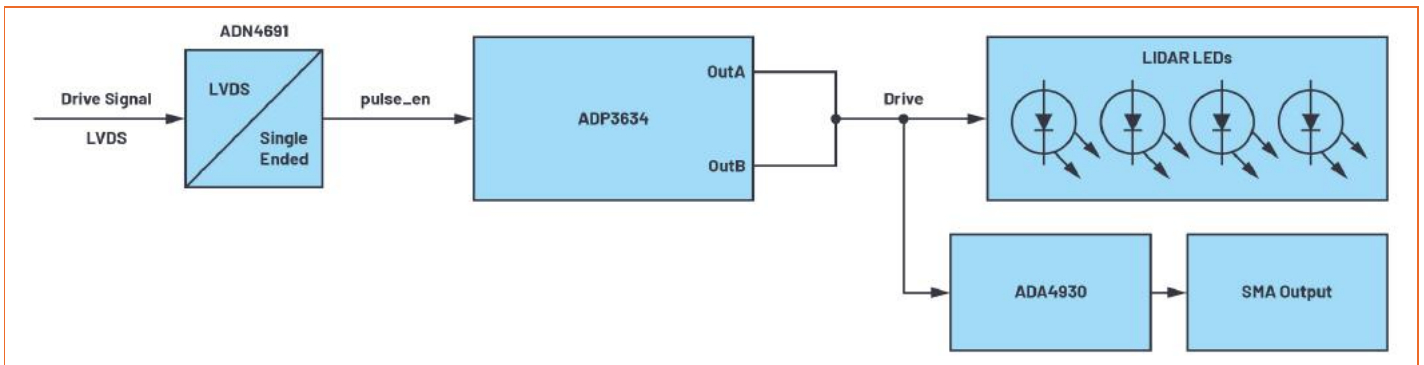 ADN4691
LVDS
Single
Ended
Drive Signal
LVDS
pulse_en
ADP3634
OutA
OutB
Drive
LIDAR LEDs
ADA4930
SMA Output